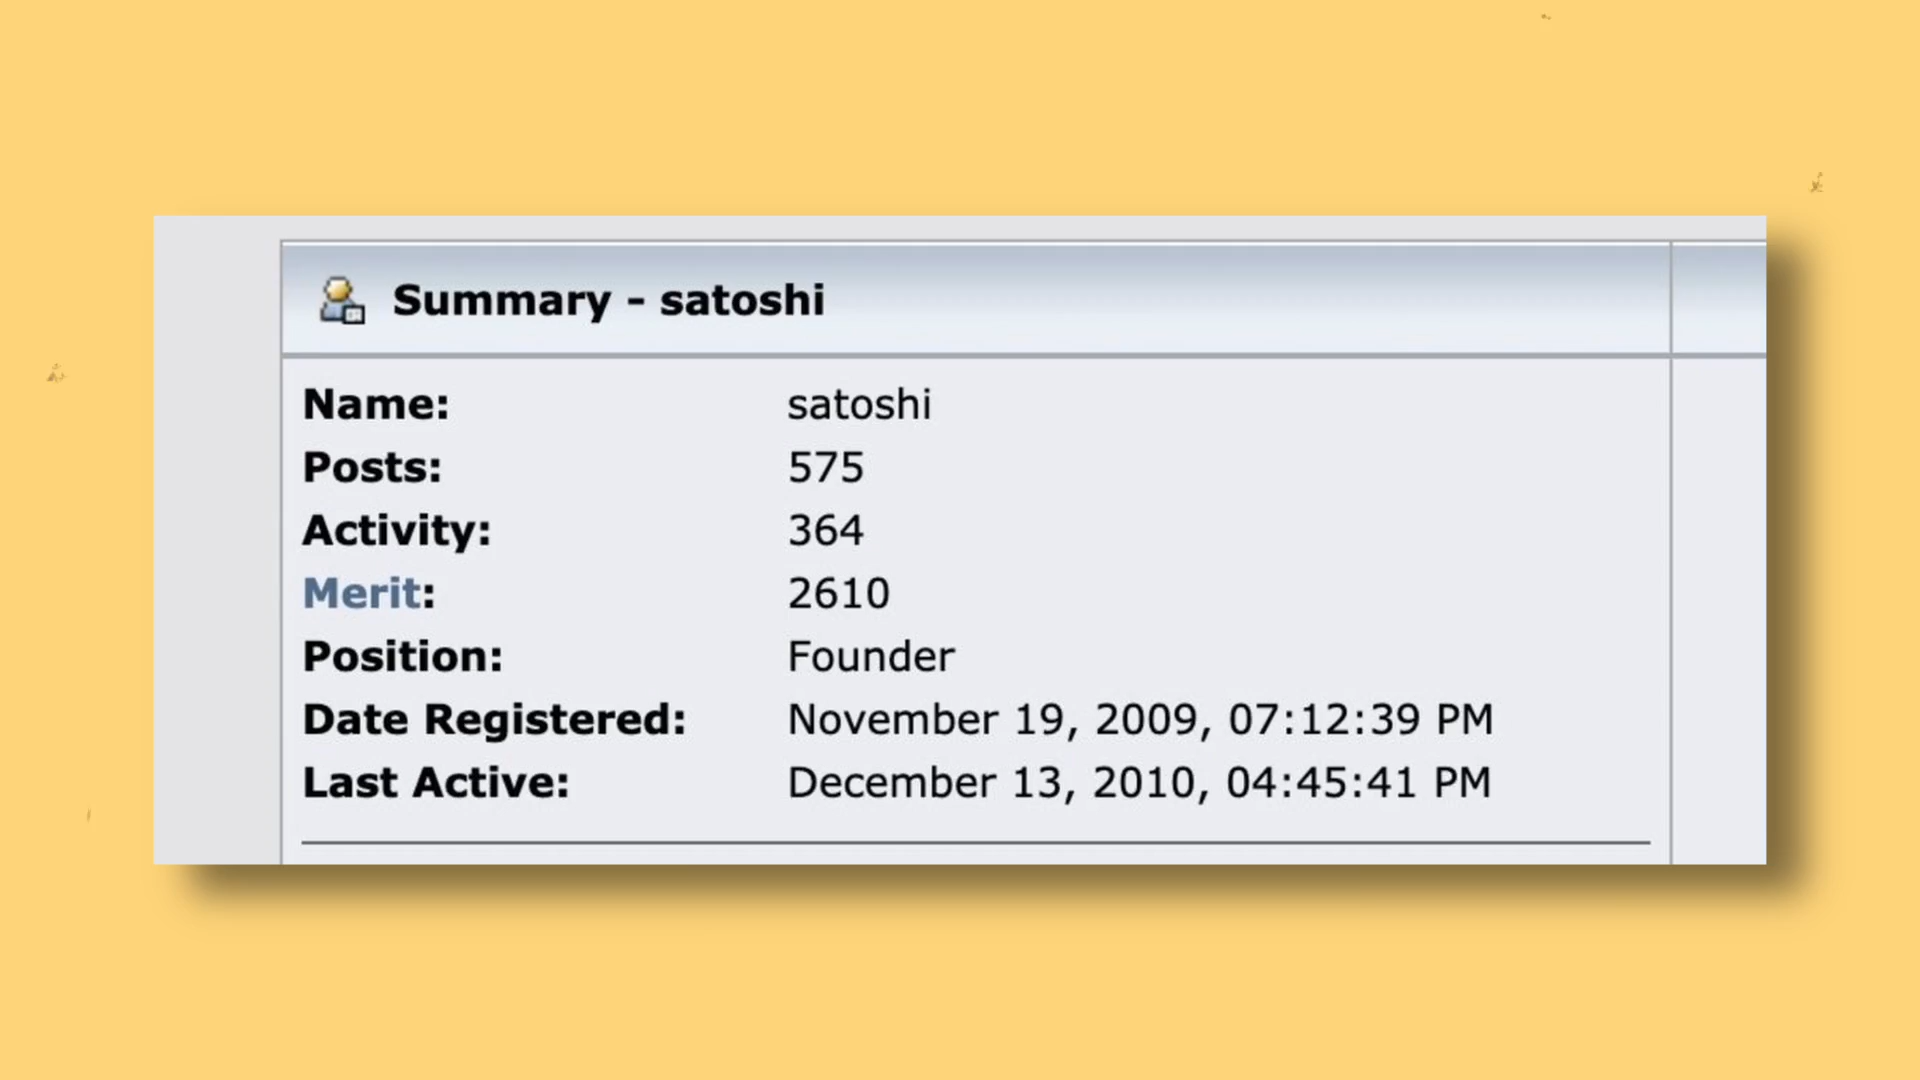 Summary - satoshi
Name: satoshi
Posts: 575
Activity: 364
Merit: 2610
Position: Founder
Date Registered: November 19, 2009, 07:12:39 PM
Last Active: December 13, 2010, 04:45:41 PM